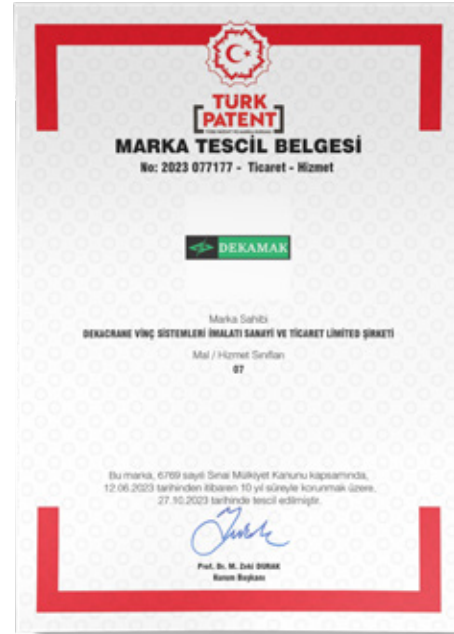 TÜRK
PATENT
MARKA TESCİL BELGESİ
No: 2023 077177 - Ticaret - Hizmet
DEKAMAK
Marka Sahibi
DEKACRANE VİNÇ SİSTEMLERİ İMALATI SANAYİ VE TİCARET LİMİTED ŞİRKETİ
Mal / Hizmet Sınıfları
07
Bu marka, 6769 sayılı Sınai Mülkiyet Kanunu kapsamında,
12.06.2023 tarihinden itibaren 10 yıl süreyle korunmak üzere,
27.10.2023 tarihinde tescil edilmiştir.
Prof. Dr. M. Zeki DURAK
Kurum Başkanı